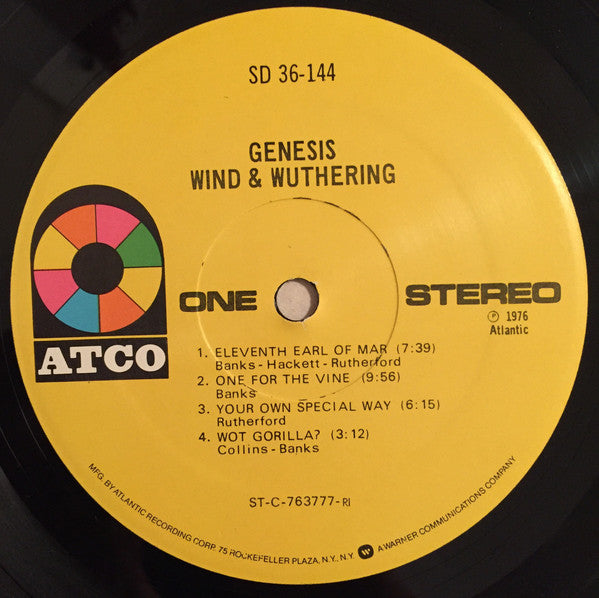 SD 36-144
GENESIS
WIND & WUTHERING
ATCO
ONE
STEREO
℗ 1976
Atlantic
1. ELEVENTH EARL OF MAR (7:39)
Banks - Hackett - Rutherford
2. ONE FOR THE VINE (9:56)
Banks
3. YOUR OWN SPECIAL WAY (6:15)
Rutherford
4. WOT GORILLA? (3:12)
Collins - Banks
ST-C-763777-RI
MFG. BY ATLANTIC RECORDING CORP. 75 ROCKEFELLER PLAZA, N.Y., N.Y. W A WARNER COMMUNICATIONS COMPANY